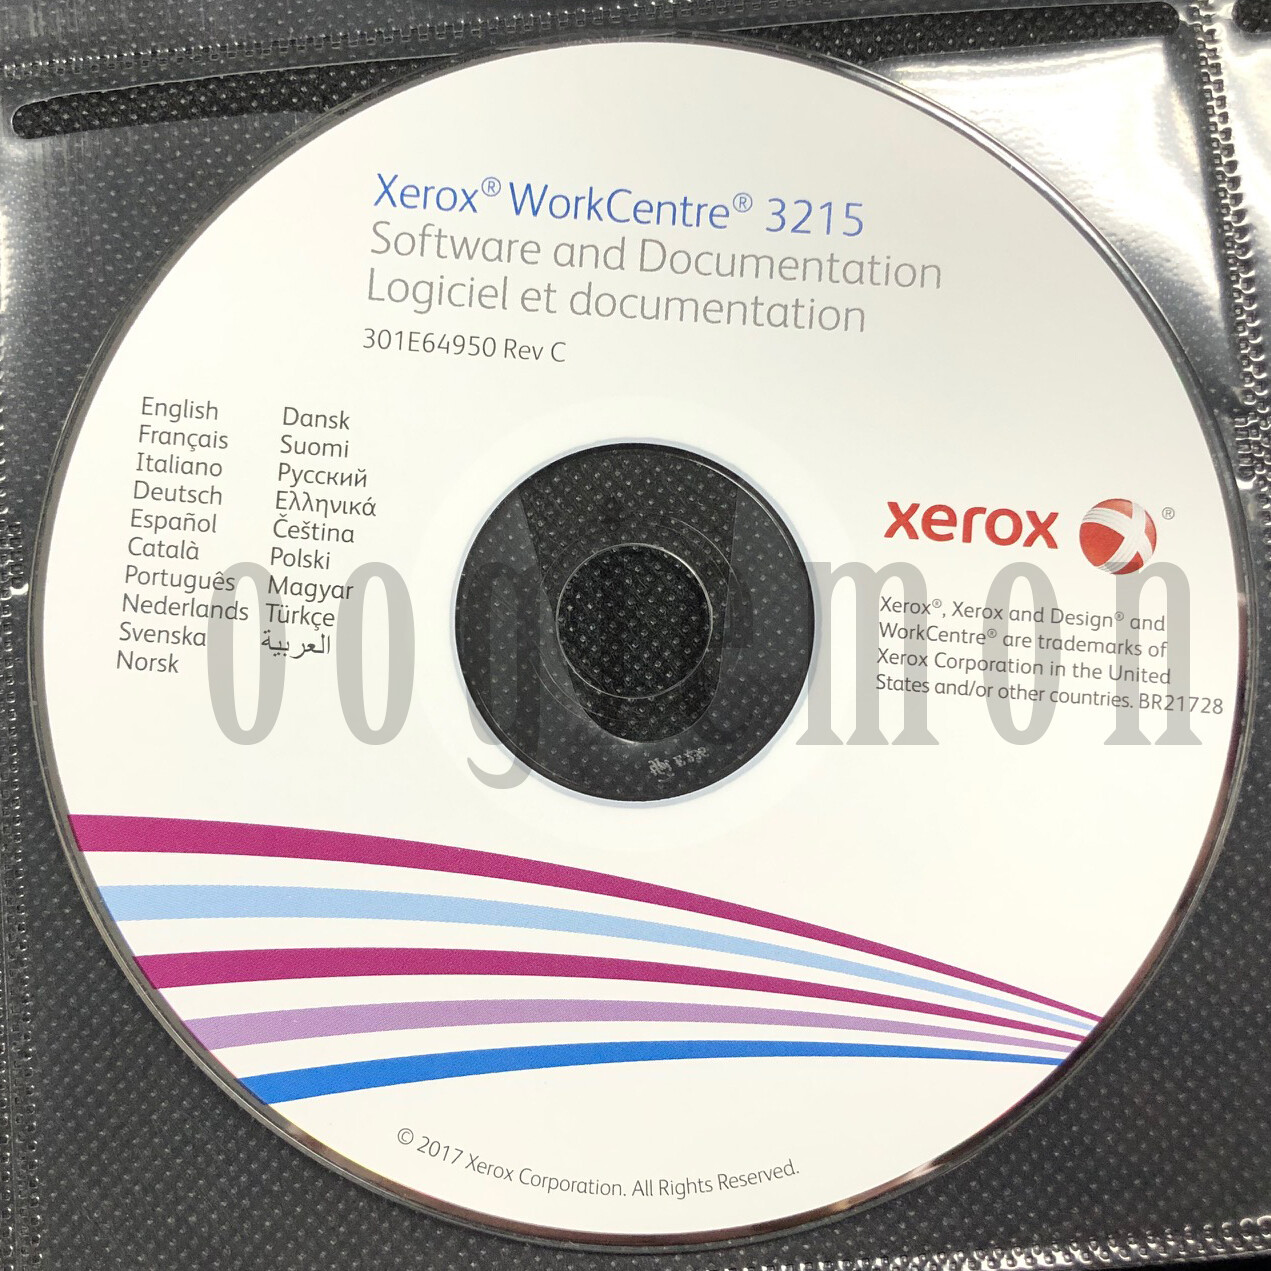 Xerox® WorkCentre® 3215
Software and Documentation
Logiciel et documentation
301E64950 Rev C
English
Français
Italiano
Deutsch
Español
Català
Português
Nederlands
Svenska
Norsk
Dansk
Suomi
Русский
Ελληνικά
Čeština
Polski
Magyar
Türkçe
العربية
xerox ®
Xerox®, Xerox and Design® and
WorkCentre® are trademarks of
Xerox Corporation in the United
States and/or other countries. BR21728
© 2017 Xerox Corporation. All Rights Reserved.